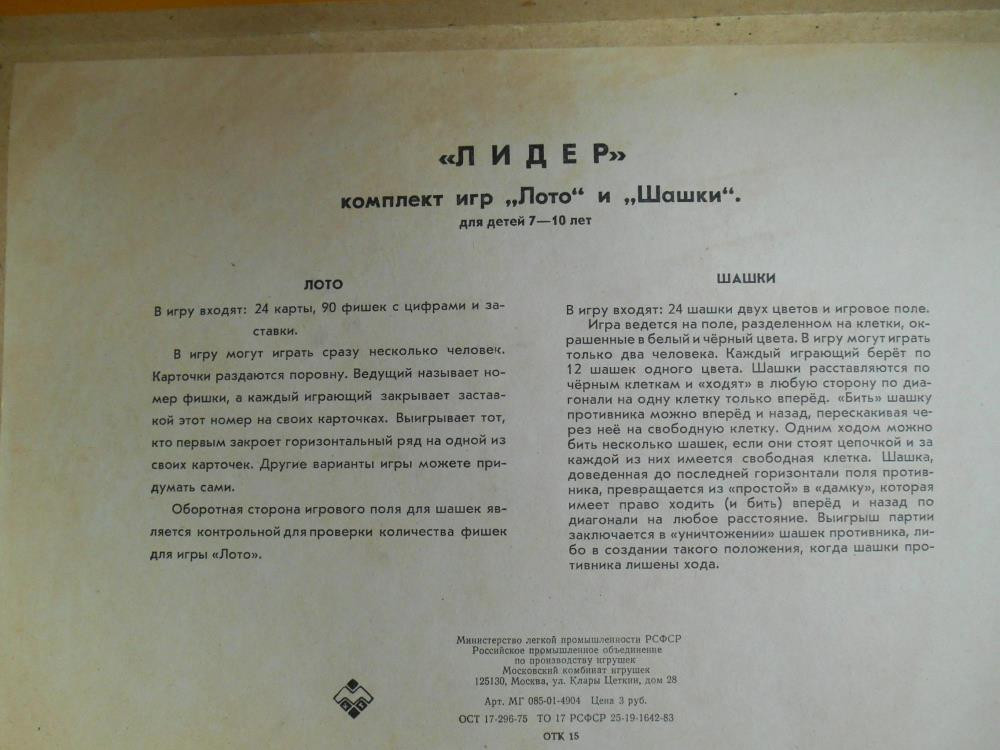 «ЛИДЕР»
комплект игр „Лото“ и „Шашки“.
для детей 7—10 лет
ЛОТО
В игру входят: 24 карты, 90 фишек с цифрами и за-
ставки.
В игру могут играть сразу несколько человек.
Карточки раздаются поровну. Ведущий называет но-
мер фишки, а каждый играющий закрывает застав-
кой этот номер на своих карточках. Выигрывает тот,
кто первым закроет горизонтальный ряд на одной из
своих карточек. Другие варианты игры можете при-
думать сами.
Оборотная сторона игрового поля для шашек яв-
ляется контрольной для проверки количества фишек
для игры «Лото».
ШАШКИ
В игру входят: 24 шашки двух цветов и игровое поле.
Игра ведется на поле, разделенном на клетки, ок-
рашенные в белый и чёрный цвета. В игру могут играть
только два человека. Каждый играющий берёт по
12 шашек одного цвета. Шашки расставляются по
чёрным клеткам и «ходят» в любую сторону по диа-
гонали на одну клетку только вперёд. «Бить» шашку
противника можно вперёд и назад, перескакивая че-
рез неё на свободную клетку. Одним ходом можно
бить несколько шашек, если они стоят цепочкой и за
каждой из них имеется свободная клетка. Шашка,
доведенная до последней горизонтали поля против-
ника, превращается из «простой» в «дамку», которая
имеет право ходить (и бить) вперёд и назад по
диагонали на любое расстояние. Выигрыш партии
заключается в «уничтожении» шашек противника, ли-
бо в создании такого положения, когда шашки про-
тивника лишены хода.
Министерство легкой промышленности РСФСР
Российское промышленное объединение
по производству игрушек
Московский комбинат игрушек
125130, Москва, ул. Клары Цеткин, дом 28
Арт. МГ 085-01-4904 Цена 3 руб.
ОСТ 17-296-75 ТО 17 РСФСР 25-19-1642-83
ОТК 15